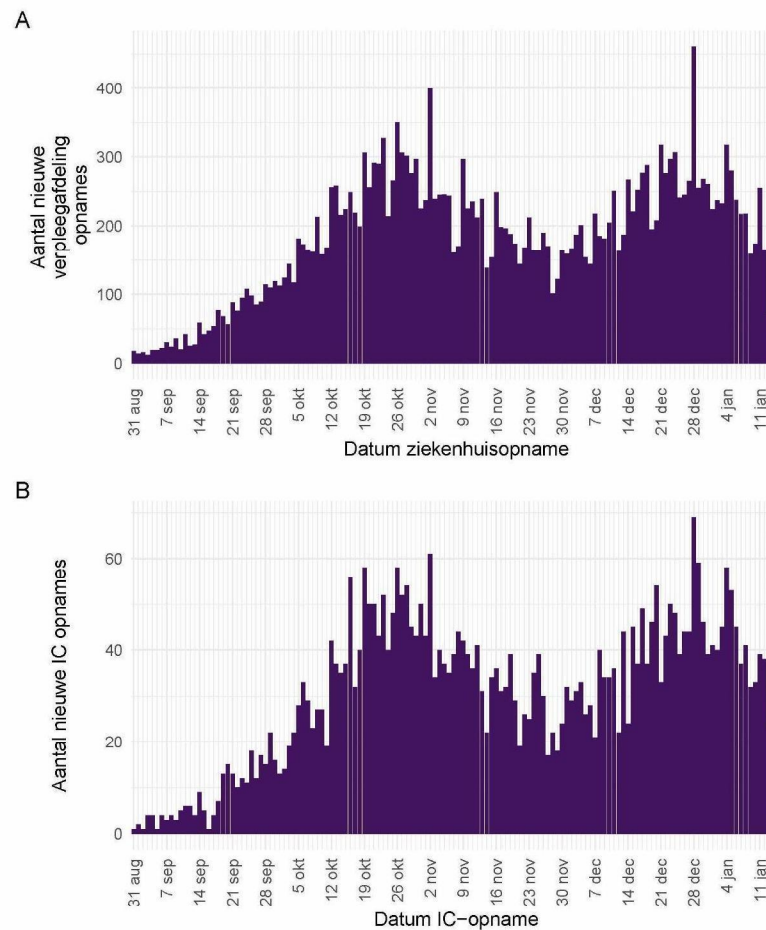 A
Aantal nieuwe
verpleegafdeling
opnames
400
300
200
100
0
31 aug
7 sep
14 sep
21 sep
28 sep
5 okt
12 okt
19 okt
26 okt
2 nov
9 nov
16 nov
23 nov
30 nov
7 dec
14 dec
21 dec
28 dec
4 jan
11 jan
Datum ziekenhuisopname
B
Aantal nieuwe IC opnames
60
40
20
0
31 aug
7 sep
14 sep
21 sep
28 sep
5 okt
12 okt
19 okt
26 okt
2 nov
9 nov
16 nov
23 nov
30 nov
7 dec
14 dec
21 dec
28 dec
4 jan
11 jan
Datum IC-opname